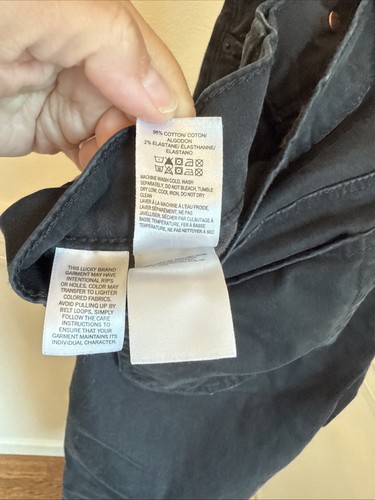 98% COTTON/ COTON/
ALGODON
2% ELASTANE/ ÉLASTHANNE/
ELASTANO
MACHINE WASH COLD, WASH
SEPARATELY, DO NOT BLEACH, TUMBLE
DRY LOW, COOL IRON, DO NOT DRY
CLEAN
LAVER À LA MACHINE À L'EAU FROIDE,
LAVER SÉPARÉMENT, NE PAS
JAVELLISER, SÉCHER PAR CULBUTAGE À
BASSE TEMPÉRATURE, FER À BASSE
TEMPÉRATURE, NE PAS NETTOYER À SEC
THIS LUCKY BRAND
GARMENT MAY HAVE
INTENTIONAL RIPS
OR HOLES. COLOR MAY
TRANSFER TO LIGHTER
COLORED FABRICS.
AVOID PULLING UP BY
BELT LOOPS, SIMPLY
FOLLOW THE CARE
INSTRUCTIONS TO
ENSURE THAT YOUR
GARMENT MAINTAINS ITS
INDIVIDUAL CHARACTER.